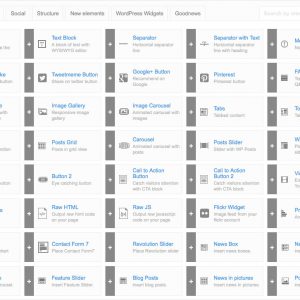 Social Structure New elements WordPress Widgets Goodnews
Text Block
A block of text with
WYSIWYG editor
Separator
Horizontal separator
line
Separator with Text
Horizontal separator
line with heading
Tweetmeme Button
Share on twitter button
Google+ Button
Recommend on
Google
Pinterest
Pinterest button
Image Gallery
Responsive image
gallery
Image Carousel
Animated carousel
with images
Tabs
Tabbed content
Posts Grid
Posts in grid view
Carousel
Animated carousel with
posts
Posts Slider
Slider with WP Posts
Button 2
Eye catching button
Call to Action
Button
Catch visitors attention
with CTA block
Call to Action
Button 2
Catch visitors
attention with CTA
Raw HTML
Output raw html code
on your page
Raw JS
Output raw javascript
code on your page
Flickr Widget
Image feed from your
flickr account
Contact Form 7
Place Contact Form7
Revolution Slider
Place Revolution slider
News Box
Insert news boxes
Feature Slider
Insert Feature Slider
Blog Posts
Insert blog posts
News in pictures
Insert news in pictures